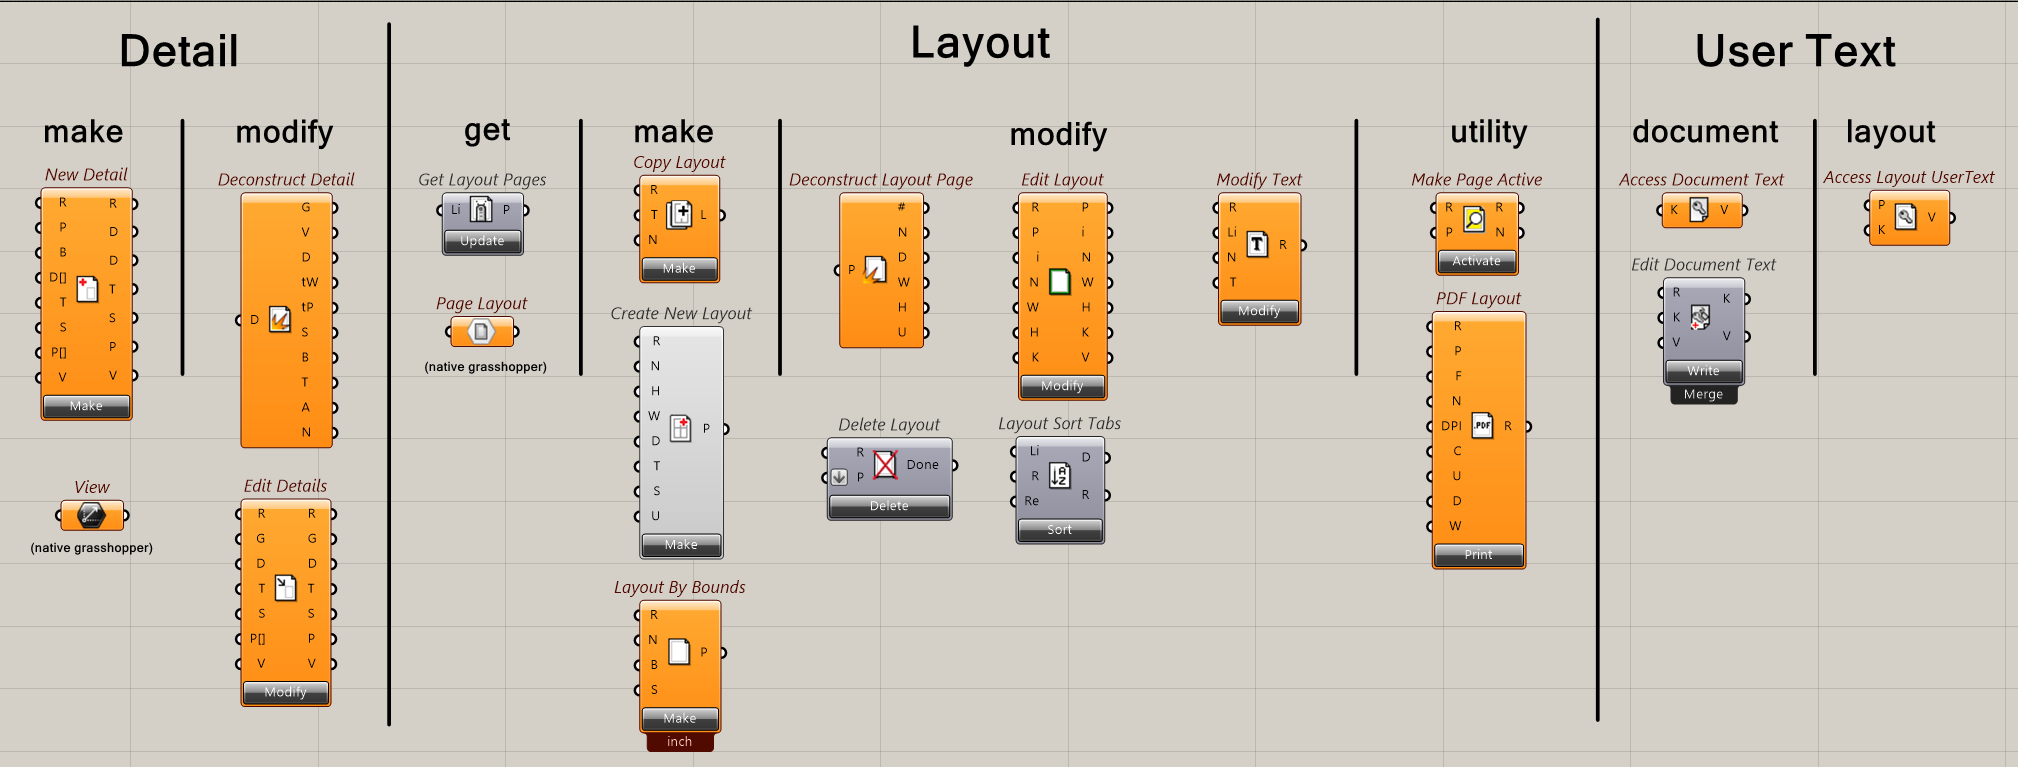 Detail
Layout
User Text
make
modify
get
make
modify
utility
document
layout
New Detail
R R
P D
B D
D[] T
T S
S P
P[] V
V
Make
View
(native grasshopper)
Deconstruct Detail
D
G
V
D
tW
tP
S
B
T
A
N
Edit Details
R R
G G
D D
T T
S S
P[] P
V V
Modify
Get Layout Pages
Li P
Update
Page Layout
(native grasshopper)
Copy Layout
R
T L
N
Make
Create New Layout
R
N
H
W
D P
T
S
U
Make
Layout By Bounds
R
N
B P
S
Make
inch
Deconstruct Layout Page
P
#
N
D
W
H
U
Edit Layout
R P
P i
i N
N W
W H
H K
K V
Modify
Modify Text
R
Li
N
T
T R
Modify
Delete Layout
R
P
Done
Delete
Layout Sort Tabs
Li D
R R
Re
A
Z
Sort
Make Page Active
R R
P N
Activate
PDF Layout
R
P
F
N
DPI .PDF R
C
U
D
W
Print
Access Document Text
K V
Edit Document Text
R K
K V
V
Write
Merge
Access Layout UserText
P
K
V